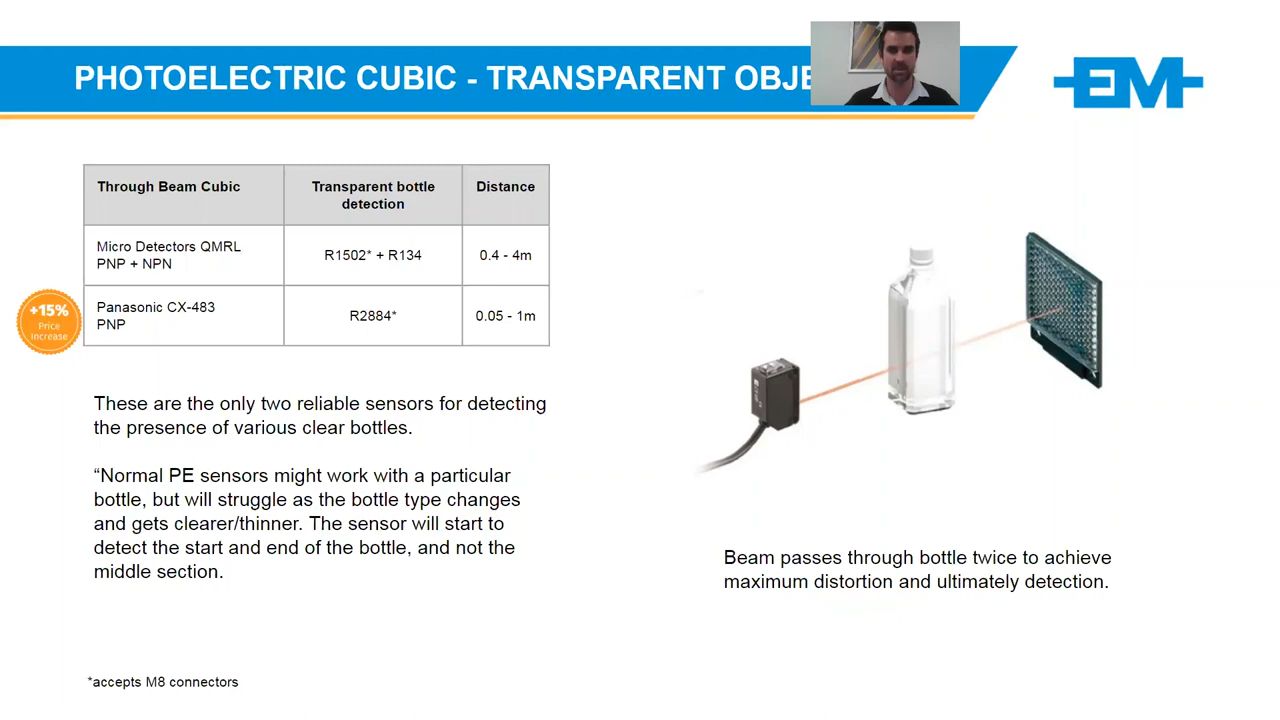 PHOTOELECTRIC CUBIC - TRANSPARENT OBJE
EM
Through Beam Cubic
Transparent bottle
detection
Distance
Micro Detectors QMRL
PNP + NPN
R1502* + R134
0.4 - 4m
+15%
Price
increase
Panasonic CX-483
PNP
R2884*
0.05 - 1m
These are the only two reliable sensors for detecting
the presence of various clear bottles.
“Normal PE sensors might work with a particular
bottle, but will struggle as the bottle type changes
and gets clearer/thinner. The sensor will start to
detect the start and end of the bottle, and not the
middle section.
Beam passes through bottle twice to achieve
maximum distortion and ultimately detection.
*accepts M8 connectors